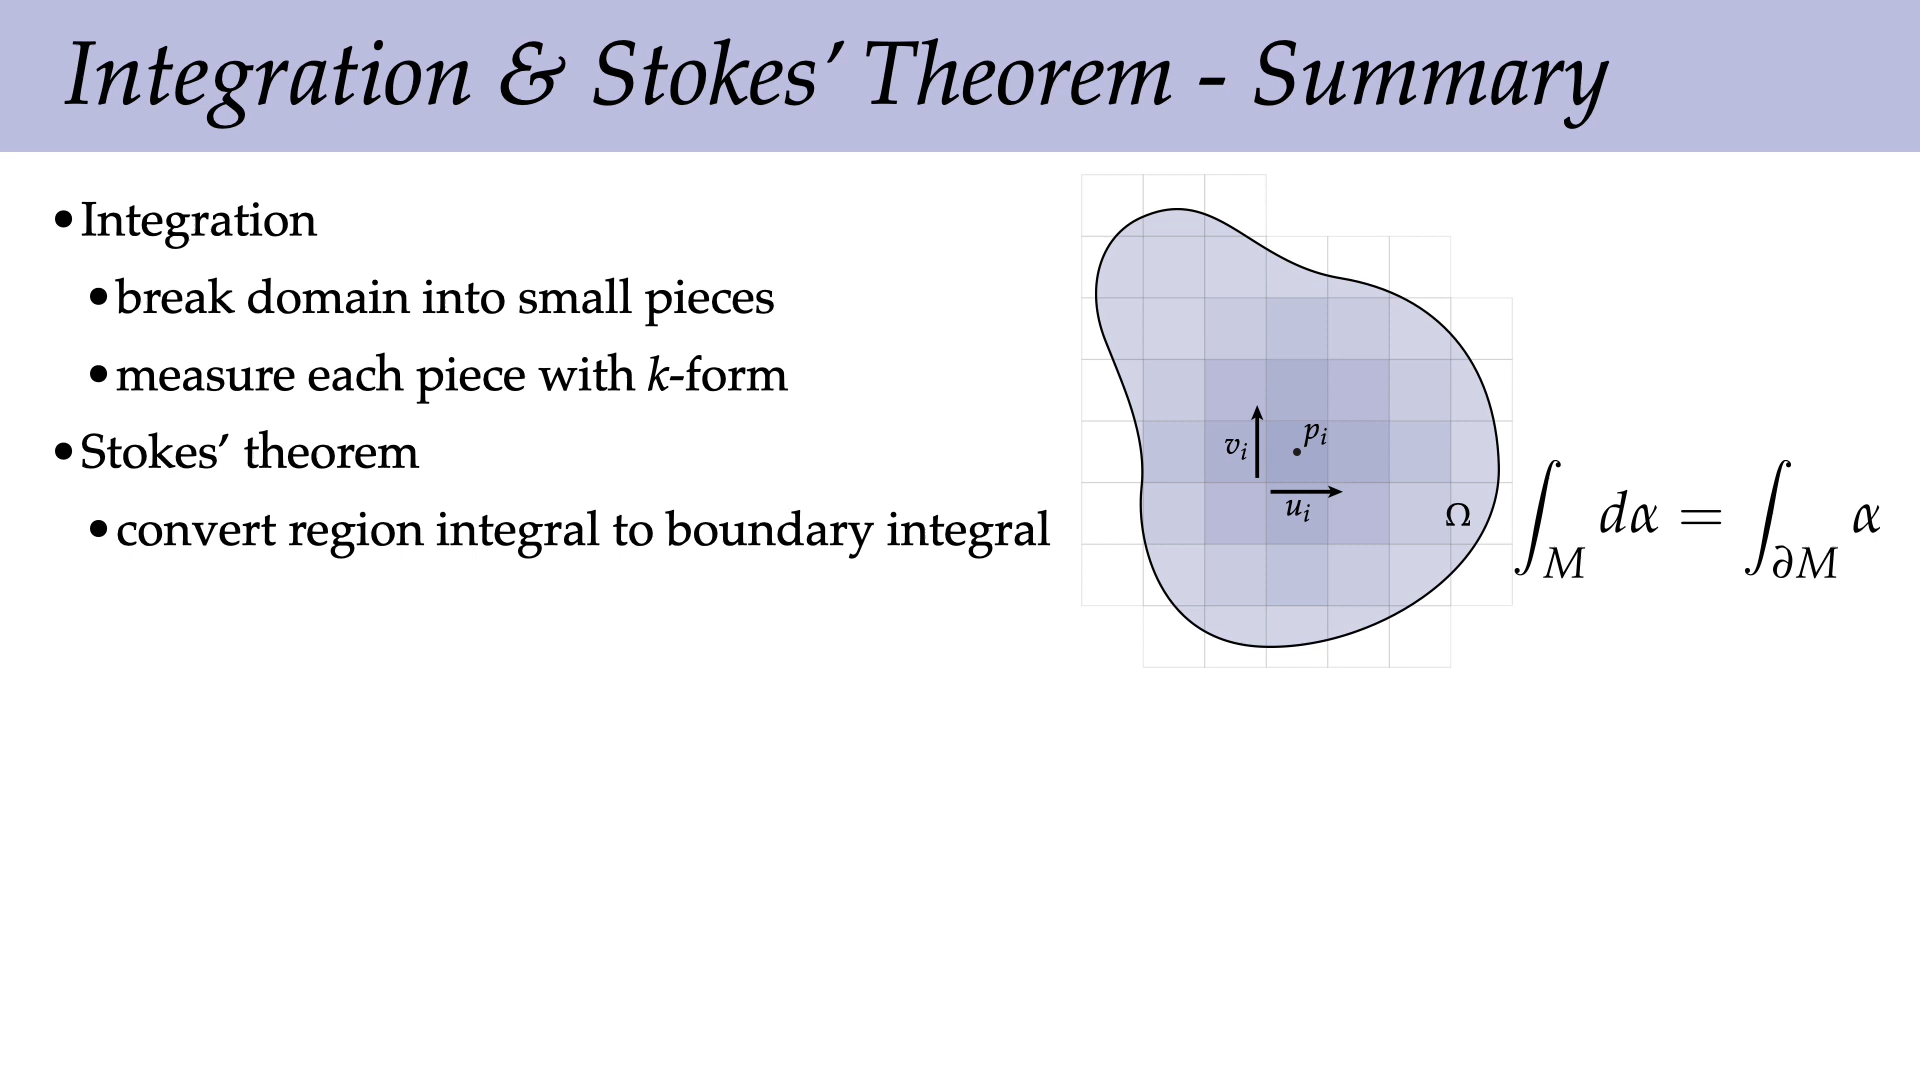 Integration & Stokes’ Theorem - Summary
•Integration
•break domain into small pieces
•measure each piece with k-form
•Stokes’ theorem
•convert region integral to boundary integral
v_i
p_i
u_i
Ω
∫_M dα = ∫_∂M α